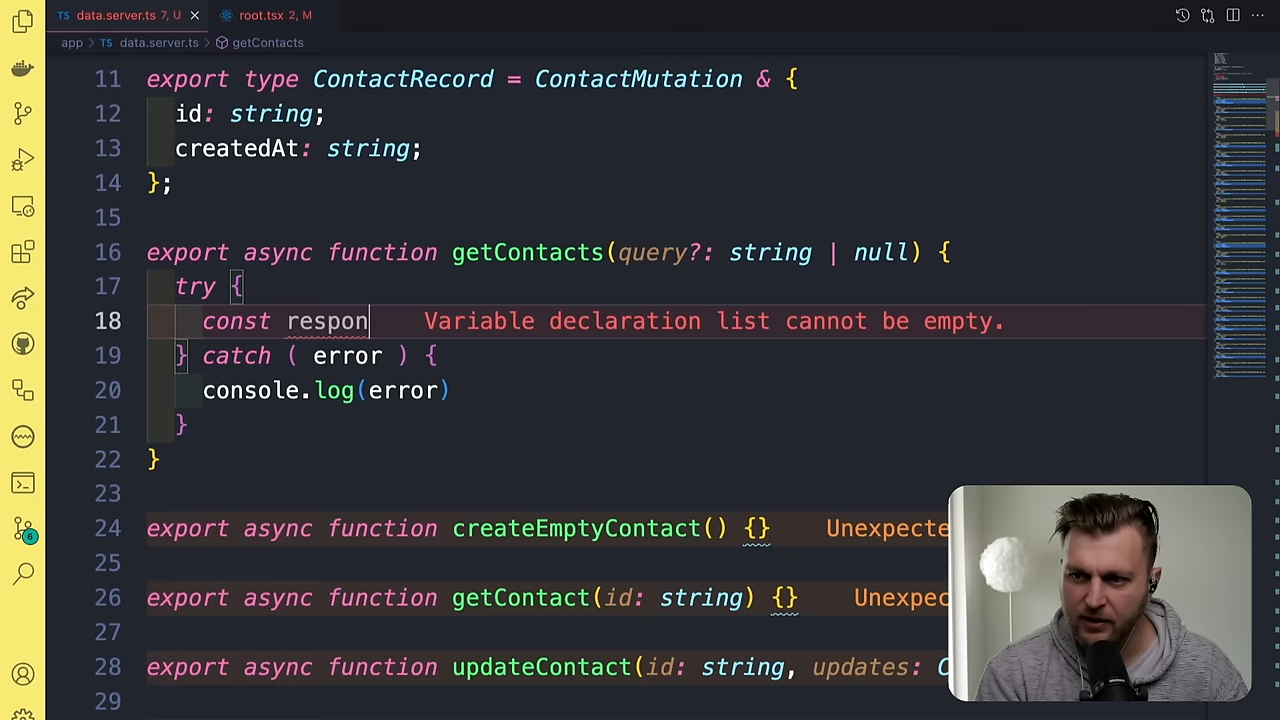 TS data.server.ts 7, U
root.tsx 2, M
app > TS data.server.ts > getContacts
11 export type ContactRecord = ContactMutation & {
12 id: string;
13 createdAt: string;
14 };
15
16 export async function getContacts(query?: string | null) {
17 try {
18 const respon Variable declaration list cannot be empty.
19 } catch ( error ) {
20 console.log(error)
21 }
22 }
23
24 export async function createEmptyContact() {} Unexpecte
25
26 export async function getContact(id: string) {} Unexpec
27
28 export async function updateContact(id: string, updates: C
29
6